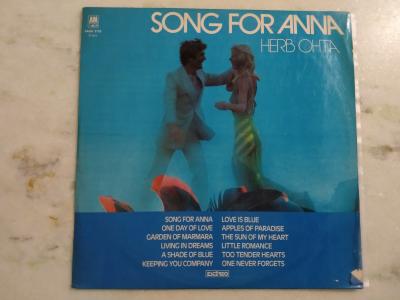 SONG FOR ANNA
HERB OHTA
SONG FOR ANNA
ONE DAY OF LOVE
GARDEN OF MARMARA
LIVING IN DREAMS
A SHADE OF BLUE
KEEPING YOU COMPANY
LOVE IS BLUE
APPLES OF PARADISE
THE SUN OF MY HEART
LITTLE ROMANCE
TOO TENDER HEARTS
ONE NEVER FORGETS